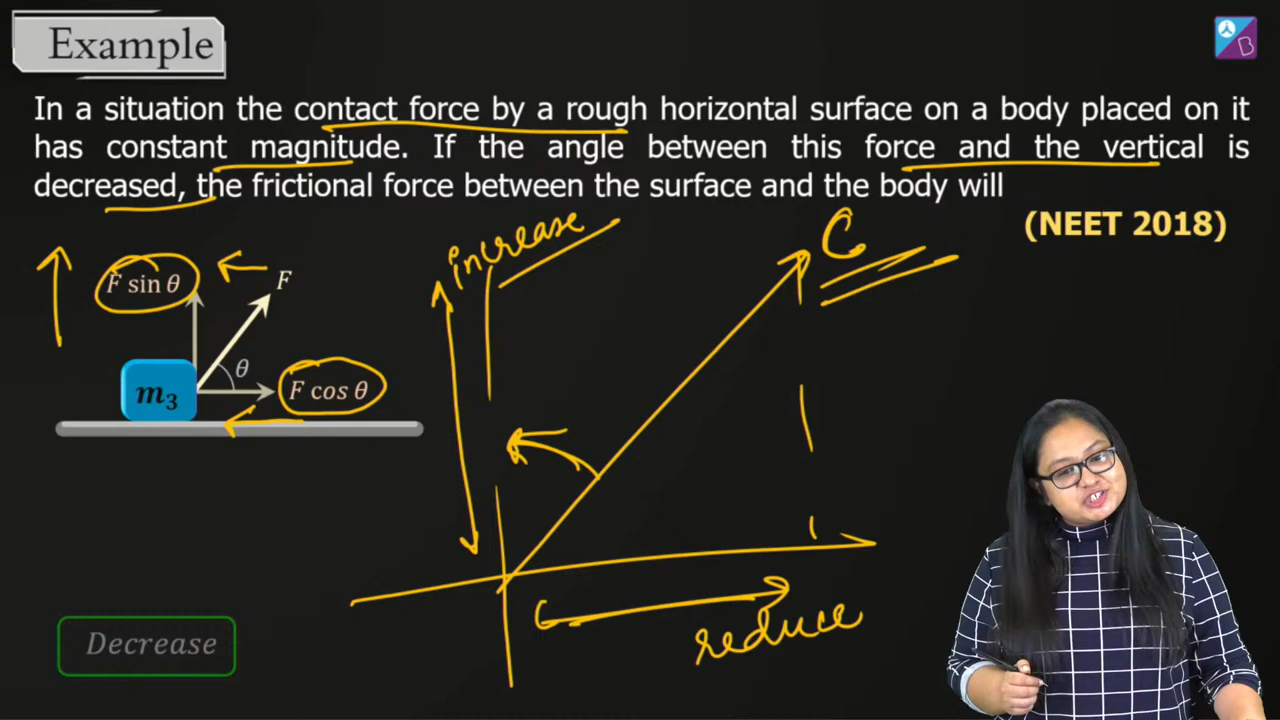 Example
In a situation the contact force by a rough horizontal surface on a body placed on it
has constant magnitude. If the angle between this force and the vertical is
decreased, the frictional force between the surface and the body will
(NEET 2018)
increase
C
F sin θ
F
θ
m₃
F cos θ
reduce
Decrease
B